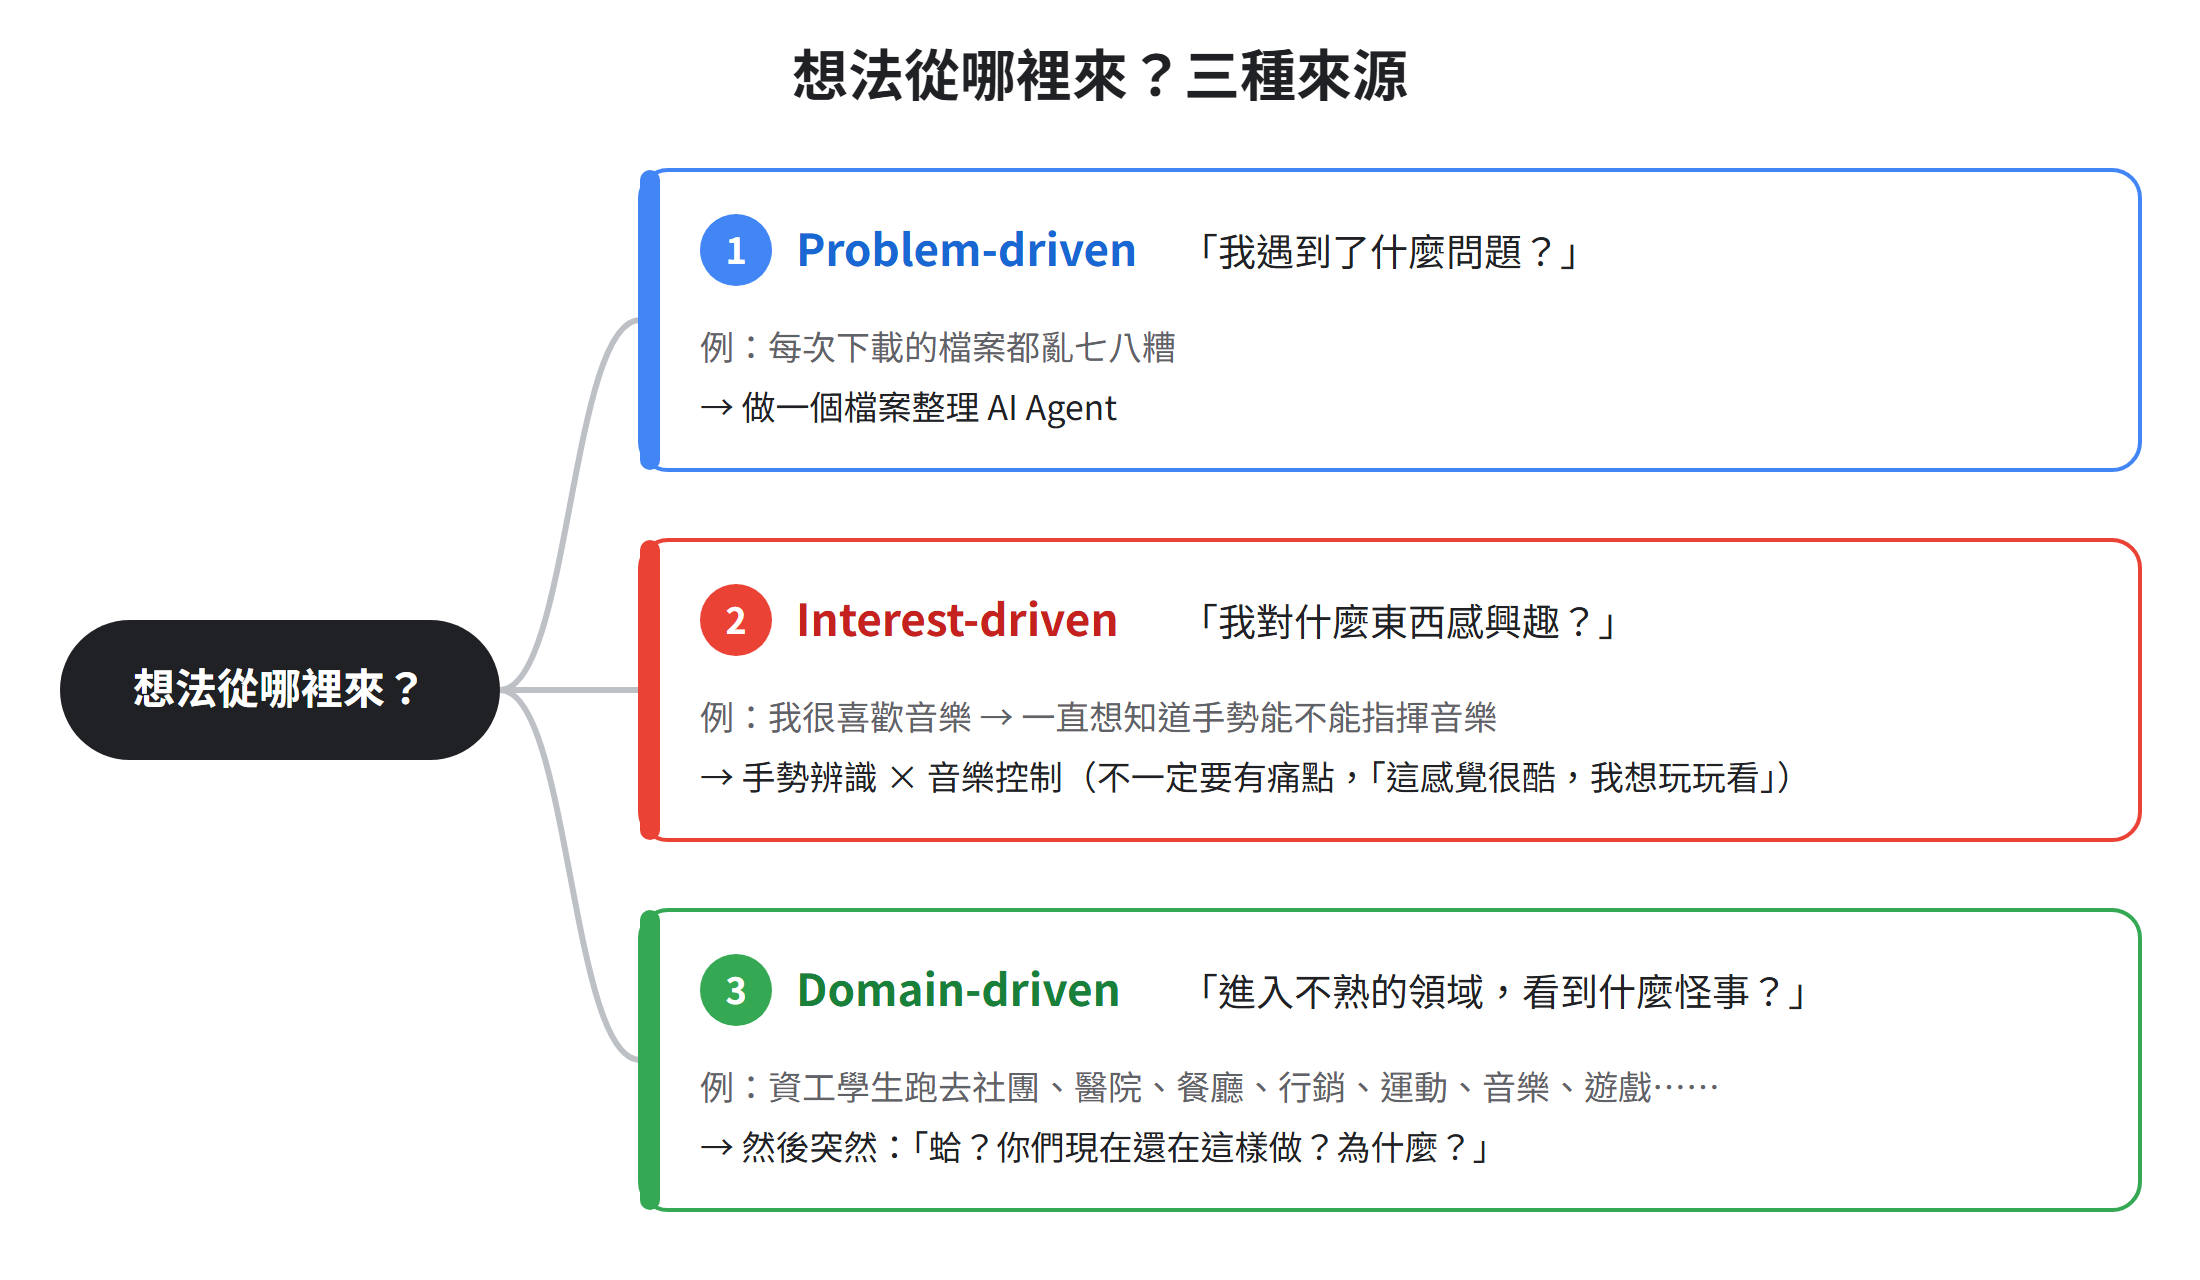 想法從哪裡來？三種來源
想法從哪裡來？
1 Problem-driven 「我遇到了什麼問題？」
例：每次下載的檔案都亂七八糟
→ 做一個檔案整理 AI Agent
2 Interest-driven 「我對什麼東西感興趣？」
例：我很喜歡音樂 → 一直想知道手勢能不能指揮音樂
→ 手勢辨識 × 音樂控制（不一定要有痛點，「這感覺很酷，我想玩玩看」）
3 Domain-driven 「進入不熟的領域，看到什麼怪事？」
例：資工學生跑去社團、醫院、餐廳、行銷、運動、音樂、遊戲……
→ 然後突然：「蛤？你們現在還在這樣做？為什麼？」